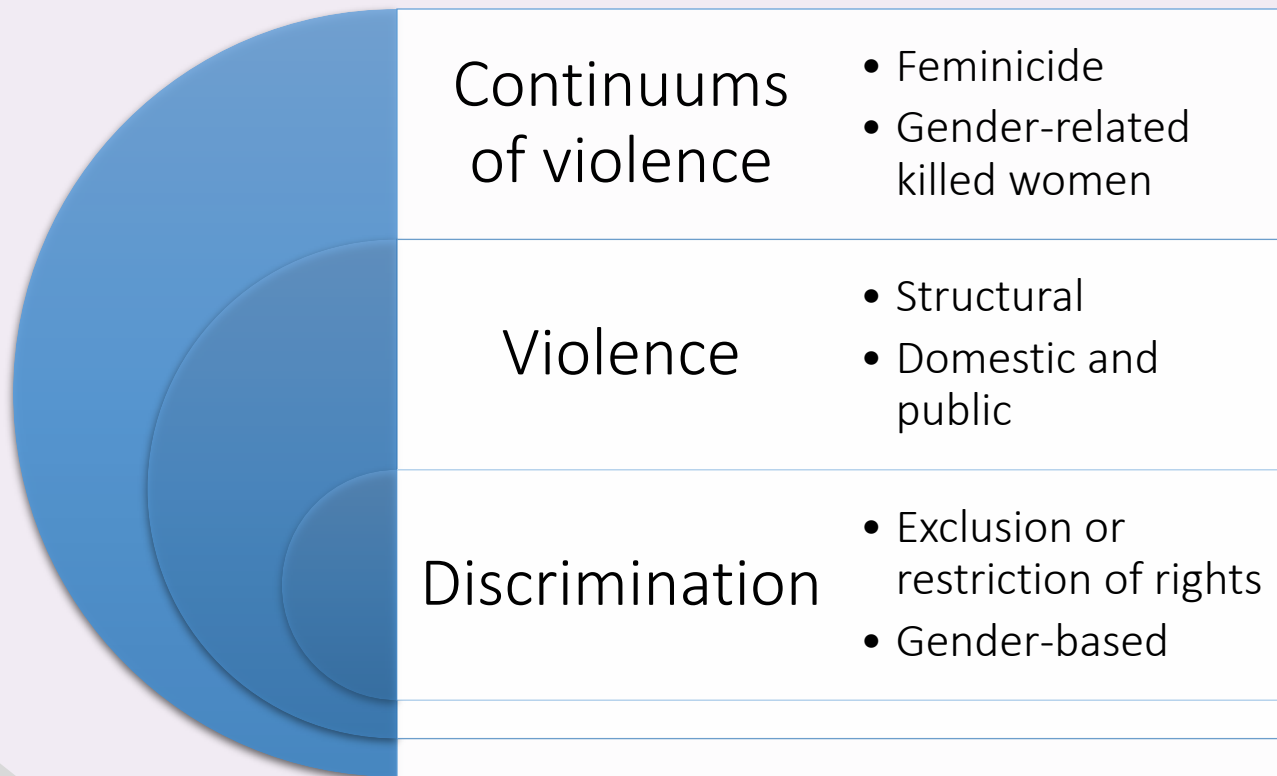 Continuums
of violence
• Feminicide
• Gender-related
killed women
Violence
• Structural
• Domestic and
public
Discrimination
• Exclusion or
restriction of rights
• Gender-based